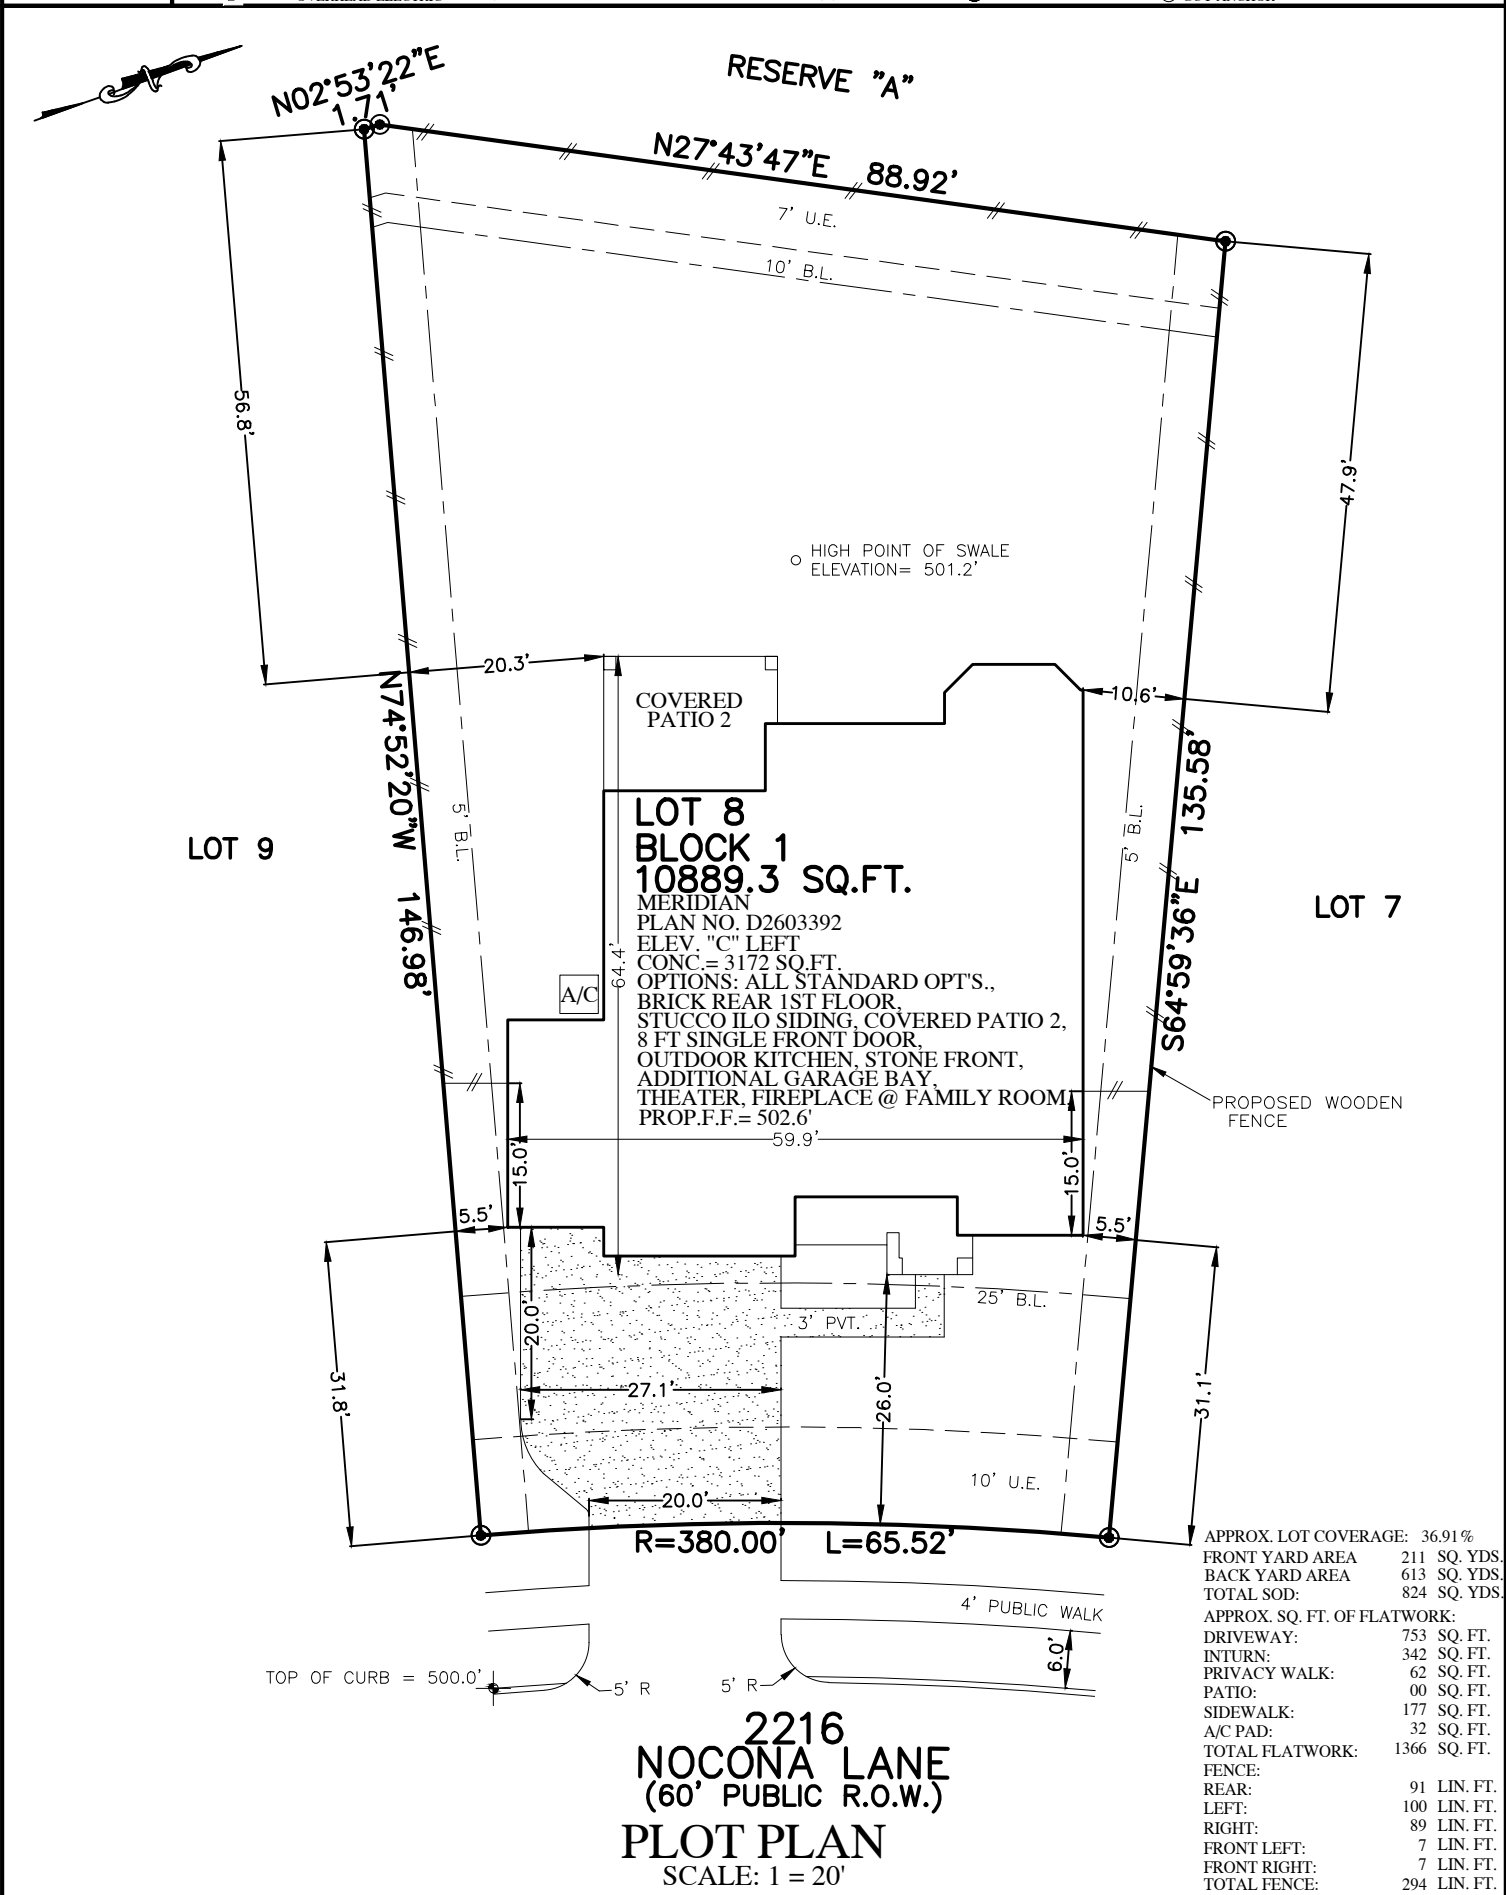 N02°53'22"E
1.71'
RESERVE "A"
N27°43'47"E 88.92'
7' U.E.
10' B.L.
56.8'
47.9'
HIGH POINT OF SWALE
ELEVATION= 501.2'
20.3'
COVERED
PATIO 2
10.6'
N74°52'20"W 146.98'
S64°59'36"E 135.58'
5' B.L.
5' B.L.
LOT 9
LOT 7
LOT 8
BLOCK 1
10889.3 SQ.FT.
MERIDIAN
PLAN NO. D2603392
ELEV. "C" LEFT
CONC.= 3172 SQ.FT.
OPTIONS: ALL STANDARD OPT'S.,
BRICK REAR 1ST FLOOR,
STUCCO ILO SIDING, COVERED PATIO 2,
8 FT SINGLE FRONT DOOR,
OUTDOOR KITCHEN, STONE FRONT,
ADDITIONAL GARAGE BAY,
THEATER, FIREPLACE @ FAMILY ROOM,
PROP.F.F.= 502.6'
64.4'
A/C
59.9'
PROPOSED WOODEN
FENCE
15.0'
15.0'
5.5'
5.5'
25' B.L.
3' PVT.
20.0'
27.1'
26.0'
31.8'
31.1'
10' U.E.
20.0'
R=380.00' L=65.52'
4' PUBLIC WALK
6.0'
TOP OF CURB = 500.0'
5' R
5' R
2216
NOCONA LANE
(60' PUBLIC R.O.W.)
PLOT PLAN
SCALE: 1 = 20'
APPROX. LOT COVERAGE: 36.91%
FRONT YARD AREA 211 SQ. YDS.
BACK YARD AREA 613 SQ. YDS.
TOTAL SOD: 824 SQ. YDS.
APPROX. SQ. FT. OF FLATWORK:
DRIVEWAY: 753 SQ. FT.
INTURN: 342 SQ. FT.
PRIVACY WALK: 62 SQ. FT.
PATIO: 00 SQ. FT.
SIDEWALK: 177 SQ. FT.
A/C PAD: 32 SQ. FT.
TOTAL FLATWORK: 1366 SQ. FT.
FENCE:
REAR: 91 LIN. FT.
LEFT: 100 LIN. FT.
RIGHT: 89 LIN. FT.
FRONT LEFT: 7 LIN. FT.
FRONT RIGHT: 7 LIN. FT.
TOTAL FENCE: 294 LIN. FT.